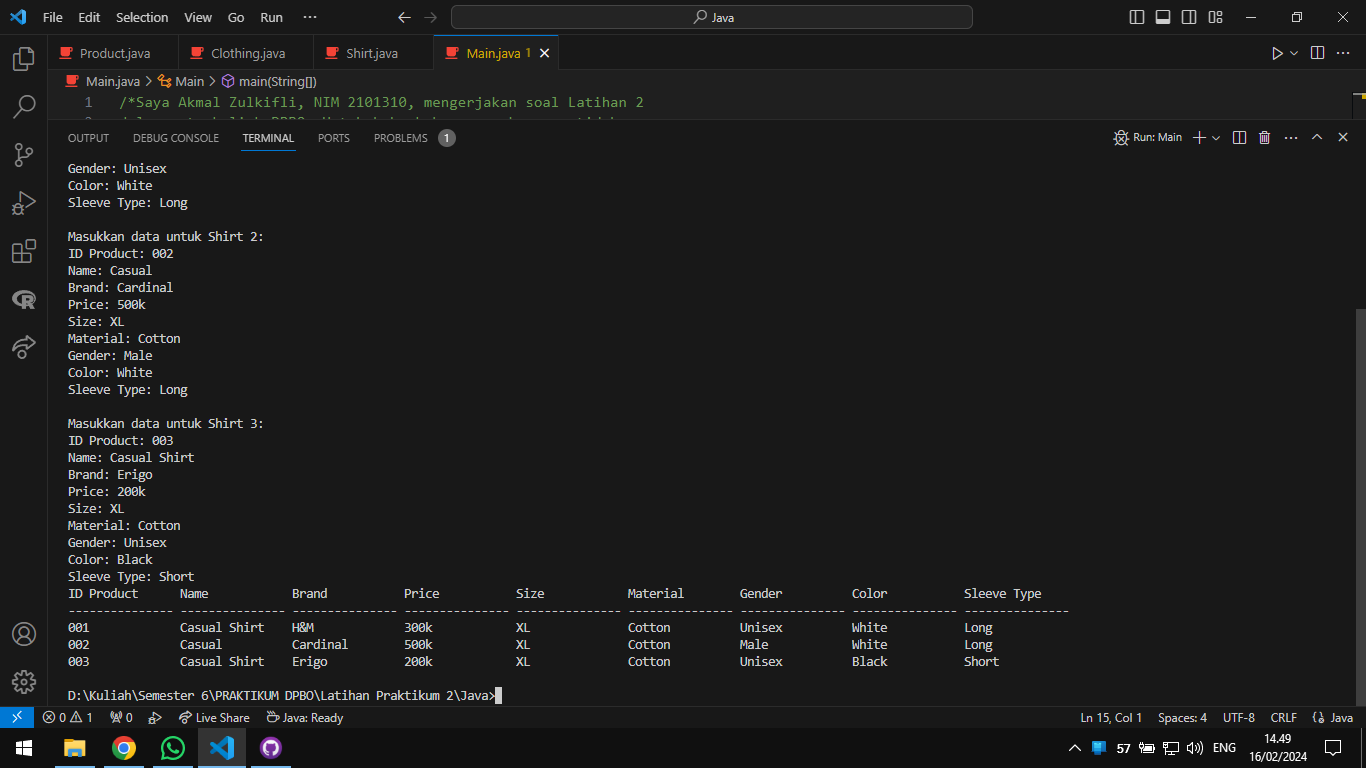 File Edit Selection View Go Run ··· Java
Product.java Clothing.java Shirt.java Main.java 1
Main.java > Main > main(String[])
1 /*Saya Akmal Zulkifli, NIM 2101310, mengerjakan soal Latihan 2
OUTPUT DEBUG CONSOLE TERMINAL PORTS PROBLEMS 1 Run: Main
Gender: Unisex
Color: White
Sleeve Type: Long
Masukkan data untuk Shirt 2:
ID Product: 002
Name: Casual
Brand: Cardinal
Price: 500k
Size: XL
Material: Cotton
Gender: Male
Color: White
Sleeve Type: Long
Masukkan data untuk Shirt 3:
ID Product: 003
Name: Casual Shirt
Brand: Erigo
Price: 200k
Size: XL
Material: Cotton
Gender: Unisex
Color: Black
Sleeve Type: Short
ID Product Name Brand Price Size Material Gender Color Sleeve Type
--------------- --------------- --------------- --------------- --------------- --------------- --------------- --------------- ---------------
001 Casual Shirt H&M 300k XL Cotton Unisex White Long
002 Casual Cardinal 500k XL Cotton Male White Long
003 Casual Shirt Erigo 200k XL Cotton Unisex Black Short
D:\Kuliah\Semester 6\PRAKTIKUM DPBO\Latihan Praktikum 2\Java>
0 1 0 Live Share Java: Ready Ln 15, Col 1 Spaces: 4 UTF-8 CRLF Java
57 ENG 14.49
16/02/2024